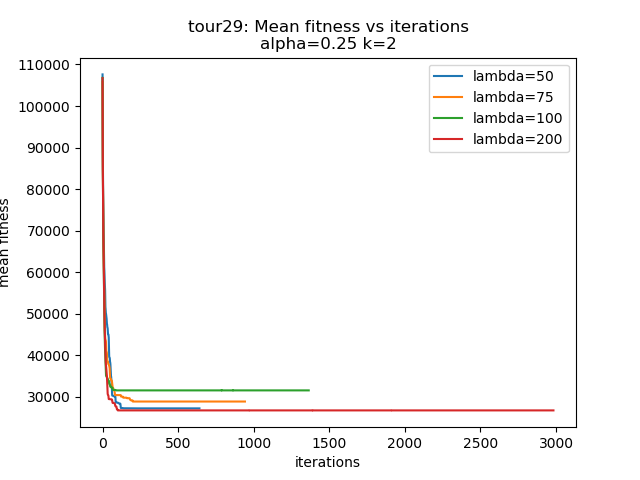 tour29: Mean fitness vs iterations
alpha=0.25 k=2
110000
100000
90000
80000
70000
60000
50000
40000
30000
mean fitness
lambda=50
lambda=75
lambda=100
lambda=200
0
500
1000
1500
2000
2500
3000
iterations